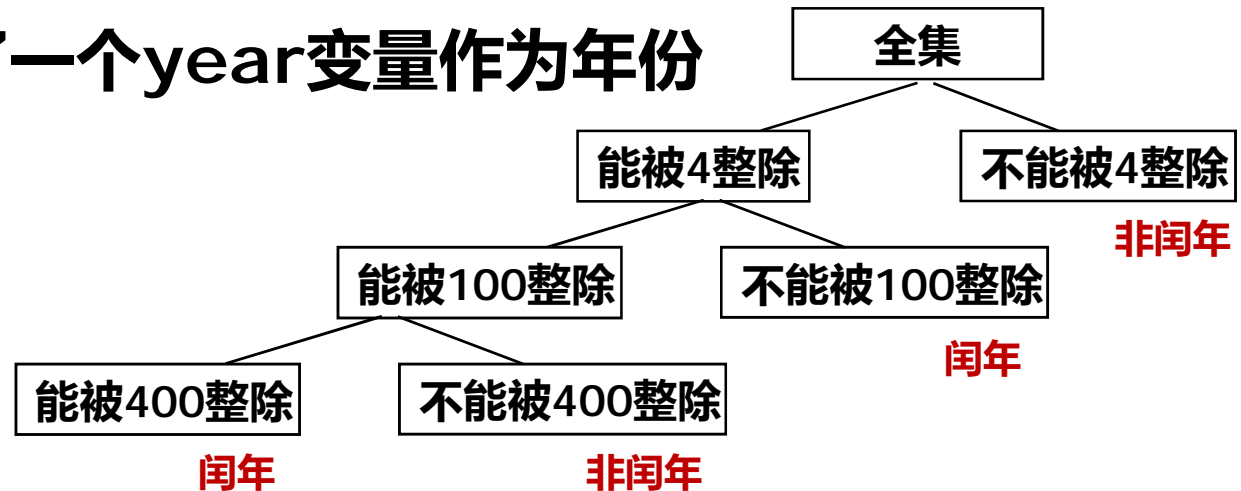 一个year变量作为年份
全集
能被4整除
不能被4整除
非闰年
能被100整除
不能被100整除
闰年
能被400整除
不能被400整除
闰年
非闰年